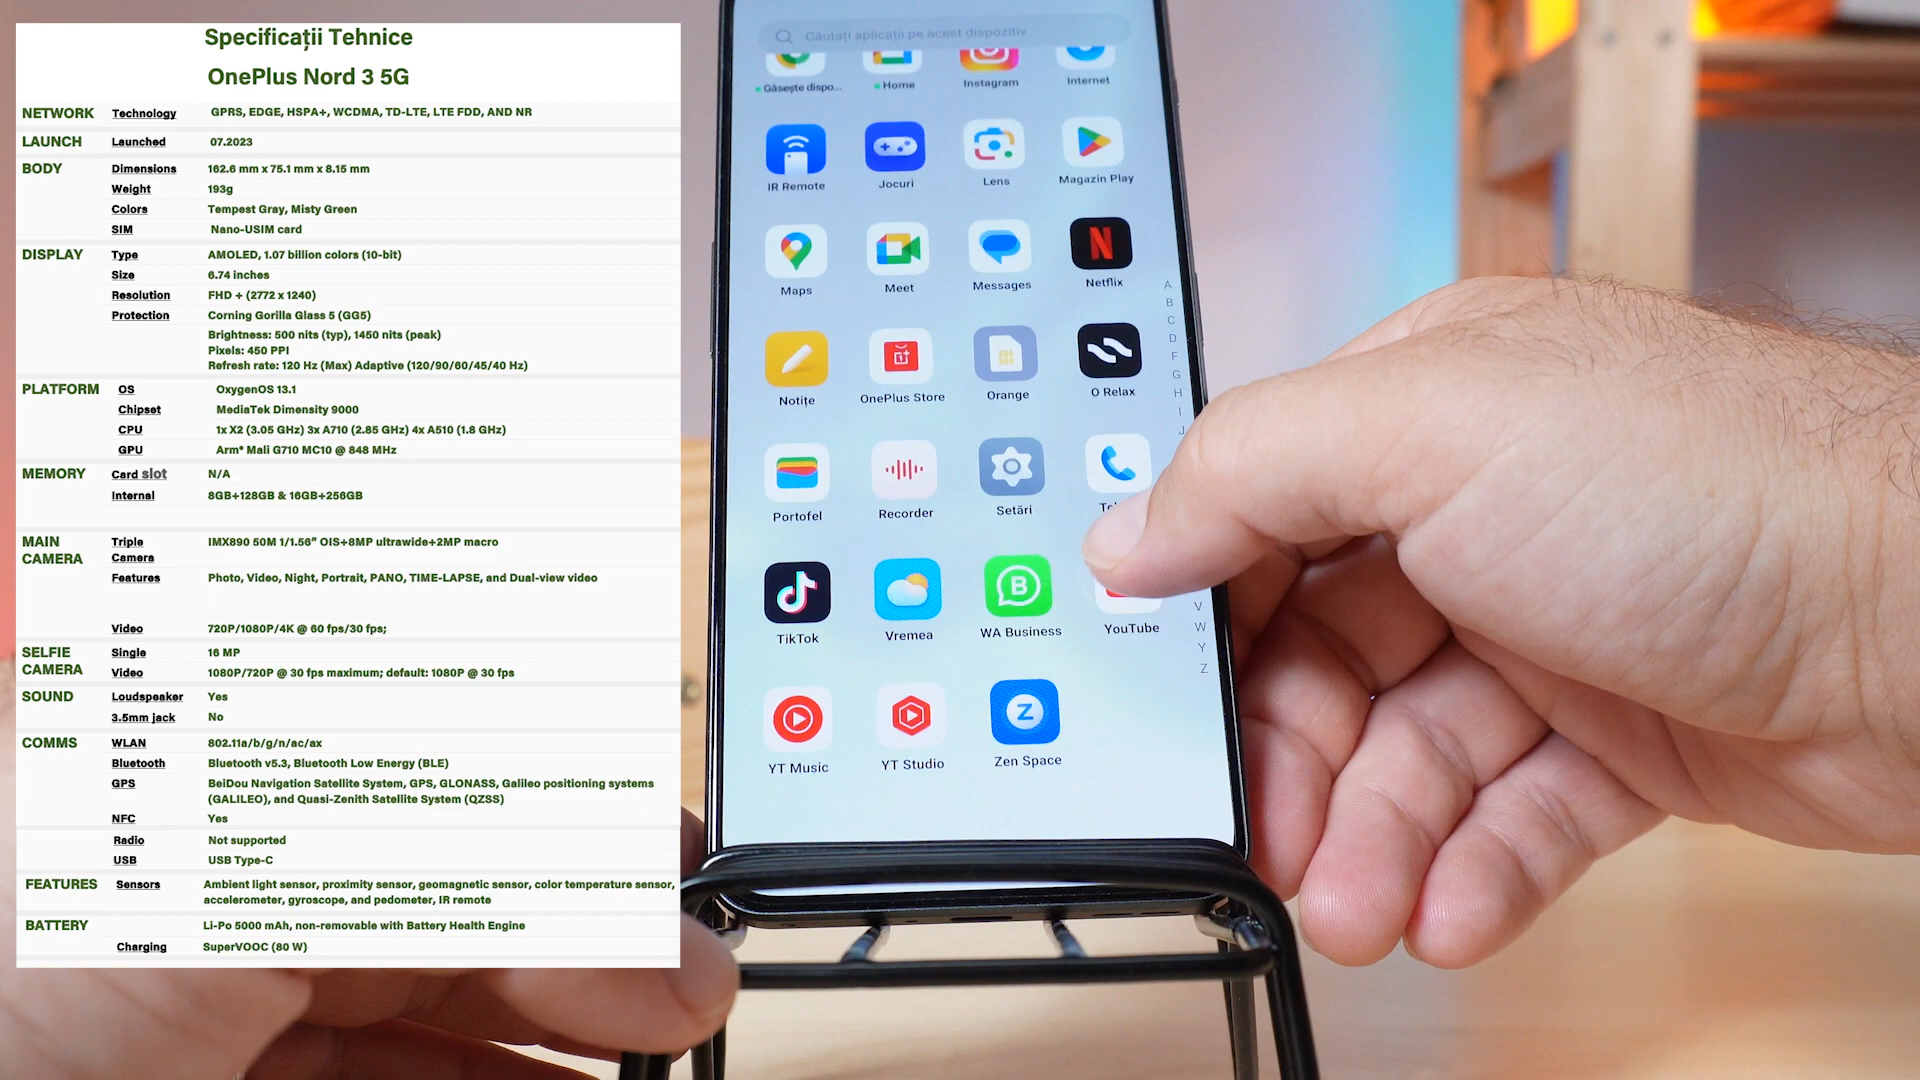 Specificații Tehnice
OnePlus Nord 3 5G
NETWORK Technology GPRS, EDGE, HSPA+, WCDMA, TD-LTE, LTE FDD, AND NR
LAUNCH Launched 07.2023
BODY Dimensions 162.6 mm x 75.1 mm x 8.15 mm
Weight 193g
Colors Tempest Gray, Misty Green
SIM Nano-USIM card
DISPLAY Type AMOLED, 1.07 billion colors (10-bit)
Size 6.74 inches
Resolution FHD + (2772 x 1240)
Protection Corning Gorilla Glass 5 (GG5)
Brightness: 500 nits (typ), 1450 nits (peak)
Pixels: 450 PPI
Refresh rate: 120 Hz (Max) Adaptive (120/90/60/45/40 Hz)
PLATFORM OS OxygenOS 13.1
Chipset MediaTek Dimensity 9000
CPU 1x X2 (3.05 GHz) 3x A710 (2.85 GHz) 4x A510 (1.8 GHz)
GPU Arm® Mali G710 MC10 @ 848 MHz
MEMORY Card slot N/A
Internal 8GB+128GB & 16GB+256GB
MAIN CAMERA Triple Camera IMX890 50M 1/1.56” OIS+8MP ultrawide+2MP macro
Features Photo, Video, Night, Portrait, PANO, TIME-LAPSE, and Dual-view video
Video 720P/1080P/4K @ 60 fps/30 fps;
SELFIE CAMERA Single 16 MP
Video 1080P/720P @ 30 fps maximum; default: 1080P @ 30 fps
SOUND Loudspeaker Yes
3.5mm jack No
COMMS WLAN 802.11a/b/g/n/ac/ax
Bluetooth Bluetooth v5.3, Bluetooth Low Energy (BLE)
GPS BeiDou Navigation Satellite System, GPS, GLONASS, Galileo positioning systems
(GALILEO), and Quasi-Zenith Satellite System (QZSS)
NFC Yes
Radio Not supported
USB USB Type-C
FEATURES Sensors Ambient light sensor, proximity sensor, geomagnetic sensor, color temperature sensor,
accelerometer, gyroscope, and pedometer, IR remote
BATTERY Li-Po 5000 mAh, non-removable with Battery Health Engine
Charging SuperVOOC (80 W)
Căutați aplicații pe acest dispozitiv
Găsește dispo... Home Instagram Internet
IR Remote Jocuri Lens Magazin Play
Maps Meet Messages Netflix
Notițe OnePlus Store Orange O Relax
Portofel Recorder Setări
TikTok Vremea WA Business YouTube
YT Music YT Studio Zen Space
A
B
C
D
F
G
H
I
J
V
W
Y
Z